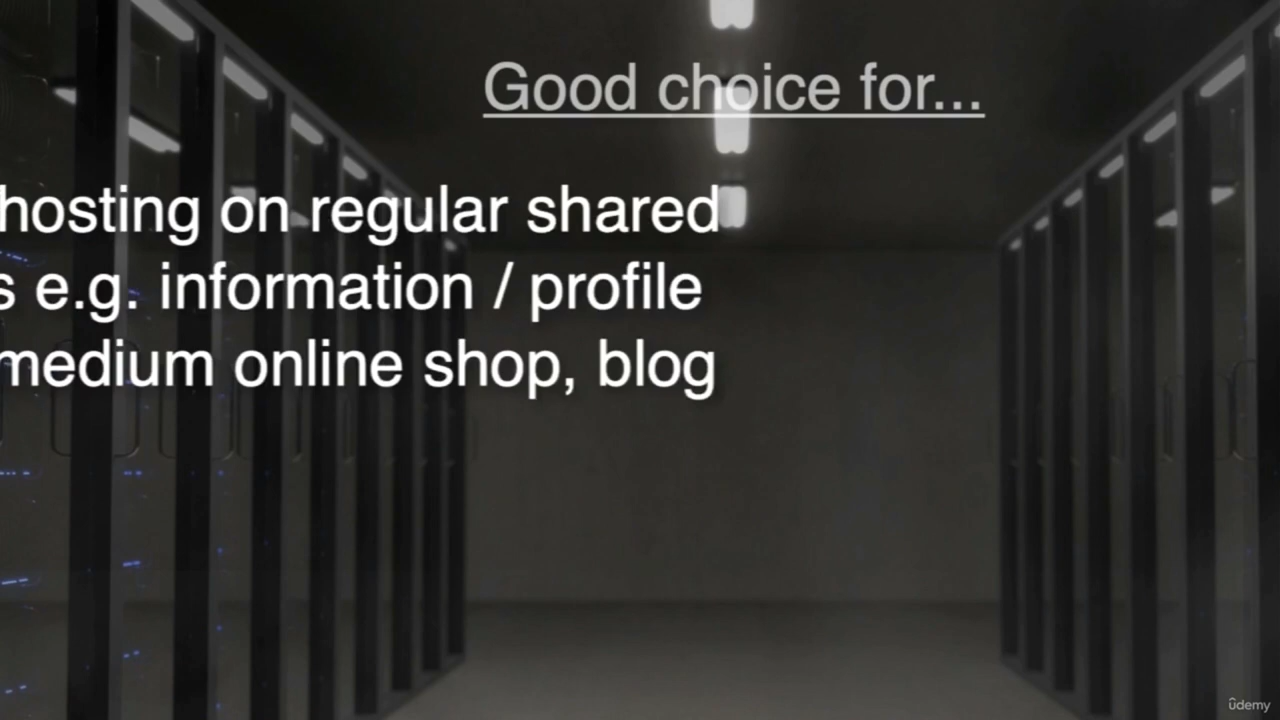 Good choice for...
hosting on regular shared
s e.g. information / profile
medium online shop, blog
ûdemy